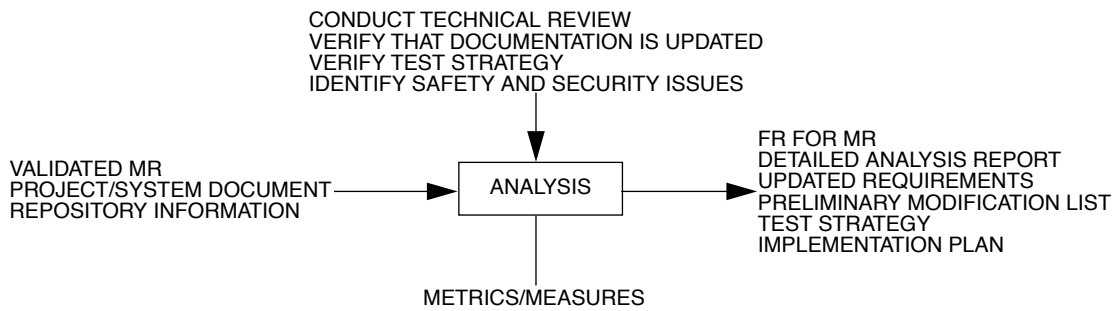 CONDUCT TECHNICAL REVIEW
VERIFY THAT DOCUMENTATION IS UPDATED
VERIFY TEST STRATEGY
IDENTIFY SAFETY AND SECURITY ISSUES
VALIDATED MR
PROJECT/SYSTEM DOCUMENT
REPOSITORY INFORMATION
ANALYSIS
FR FOR MR
DETAILED ANALYSIS REPORT
UPDATED REQUIREMENTS
PRELIMINARY MODIFICATION LIST
TEST STRATEGY
IMPLEMENTATION PLAN
METRICS/MEASURES